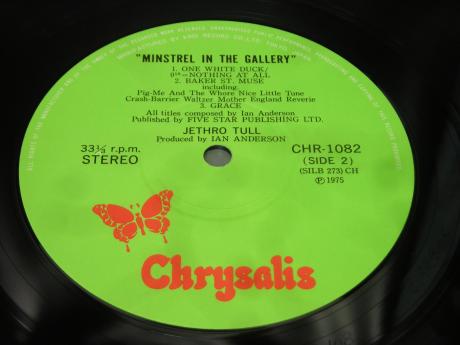 "MINSTREL IN THE GALLERY"
1. ONE WHITE DUCK/
0¹⁰=NOTHING AT ALL
2. BAKER ST. MUSE
including:
Pig-Me And The Whore Nice Little Tune
Crash-Barrier Waltzer Mother England Reverie
3. GRACE
All titles composed by Ian Anderson
Published by FIVE STAR PUBLISHING LTD.
JETHRO TULL
Produced by IAN ANDERSON
33⅓ r.p.m.
STEREO
CHR-1082
(SIDE 2)
(SILB 273) CH
Ⓟ 1975
Chrysalis